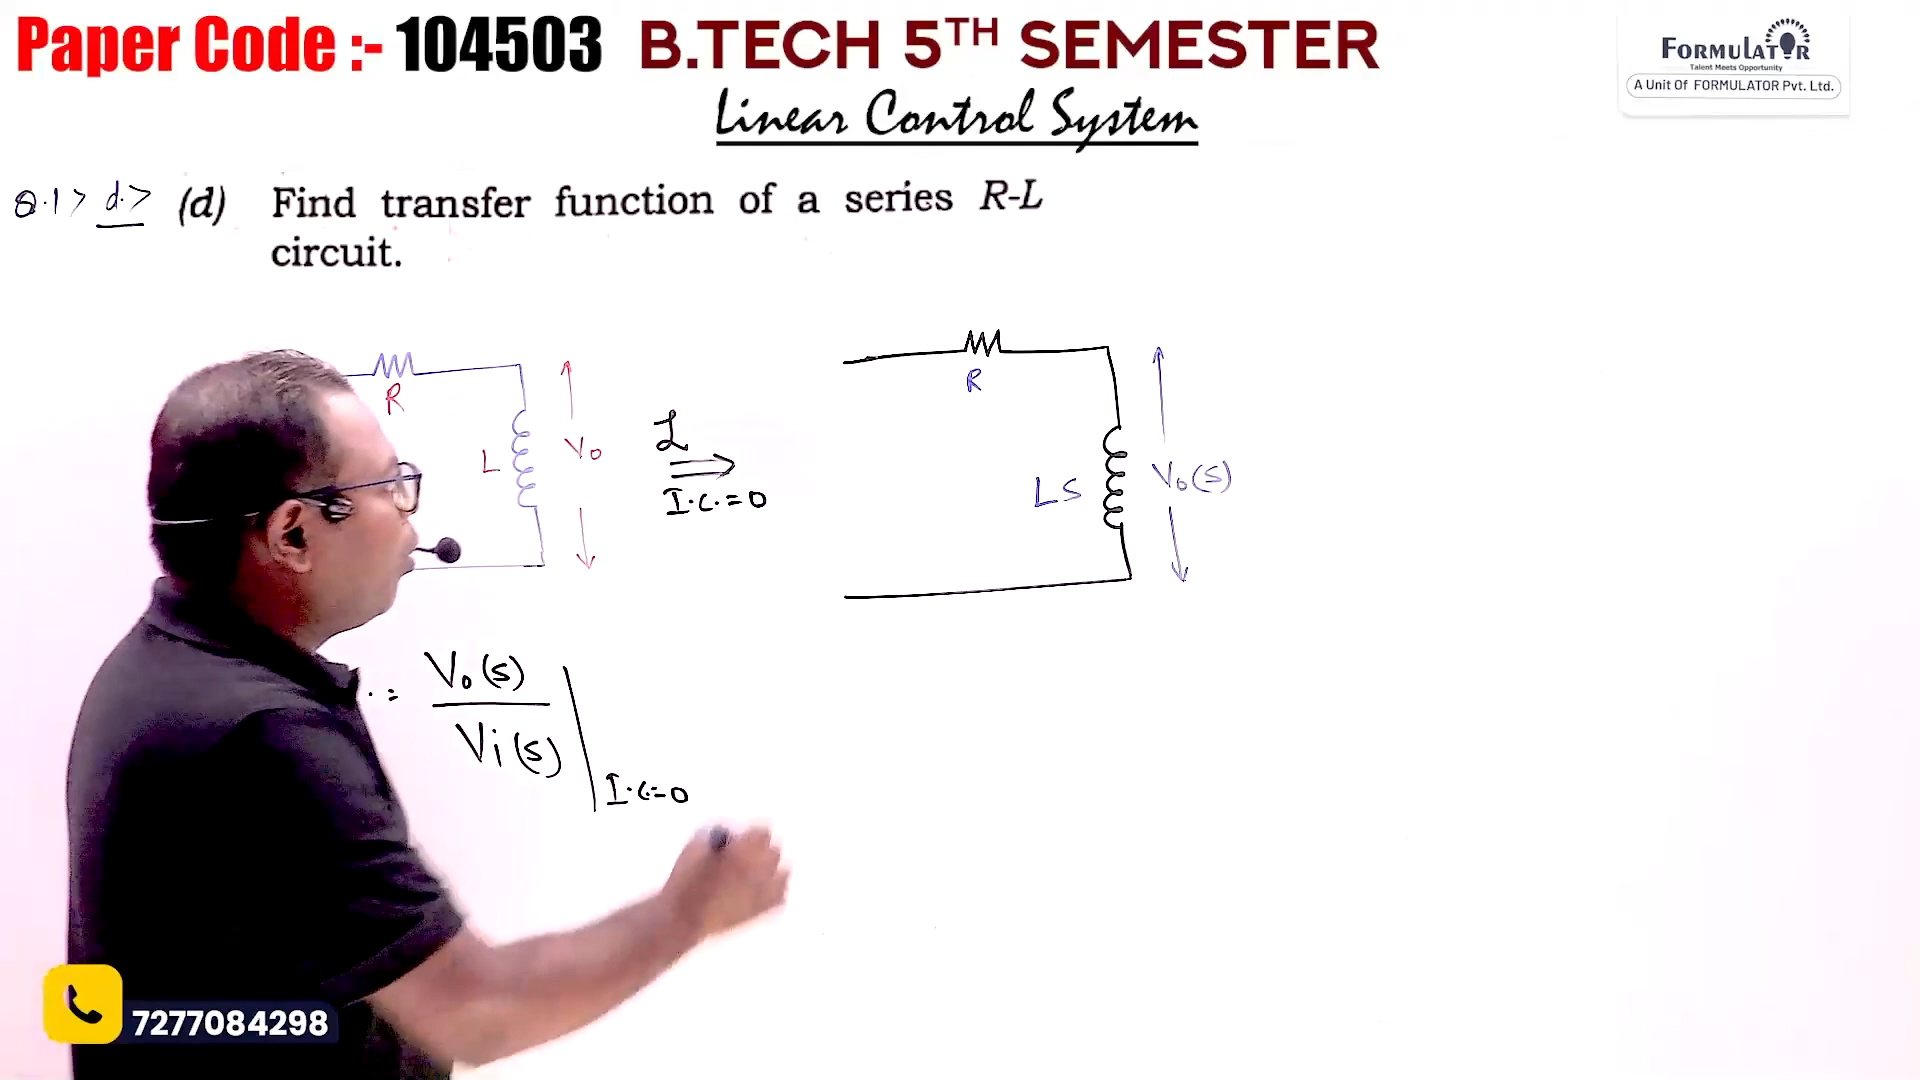 Paper Code :- 104503 B.TECH 5TH SEMESTER
FORMULATOR
Talent Meets Opportunity
A Unit Of FORMULATOR Pvt. Ltd.
Linear Control System
Q.1> d.> (d) Find transfer function of a series R-L
circuit.
R
L
Vo
ℒ
⇒
I.C.=0
R
LS
Vo(s)
.= Vo(s)
Vi(s)
I.C=0
7277084298